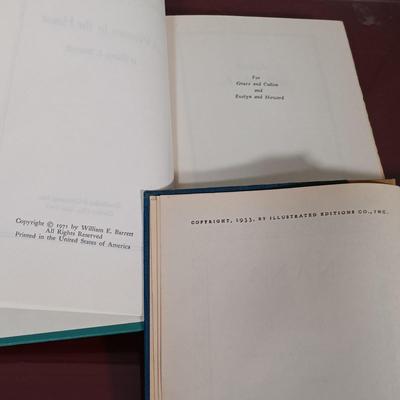 For
Grace and Cullen
and
Evelyn and Howard
Copyright © 1971 by William E. Barrett
All Rights Reserved
Printed in the United States of America
COPYRIGHT, 1933, BY ILLUSTRATED EDITIONS CO., INC.